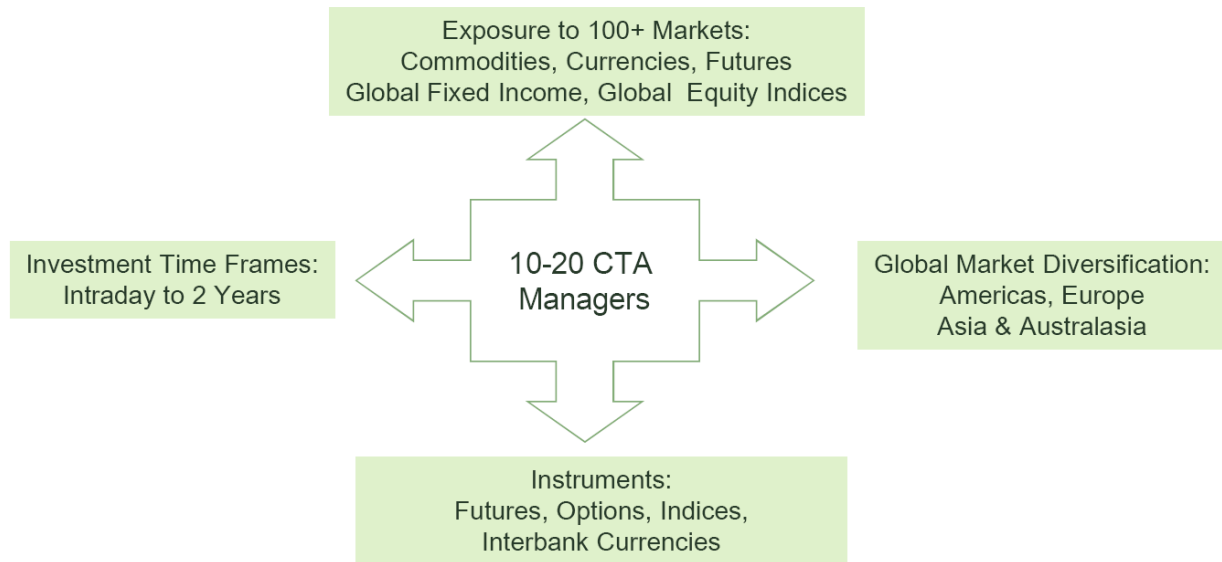 Exposure to 100+ Markets:
Commodities, Currencies, Futures
Global Fixed Income, Global Equity Indices
Investment Time Frames:
Intraday to 2 Years
10-20 CTA
Managers
Global Market Diversification:
Americas, Europe
Asia & Australasia
Instruments:
Futures, Options, Indices,
Interbank Currencies